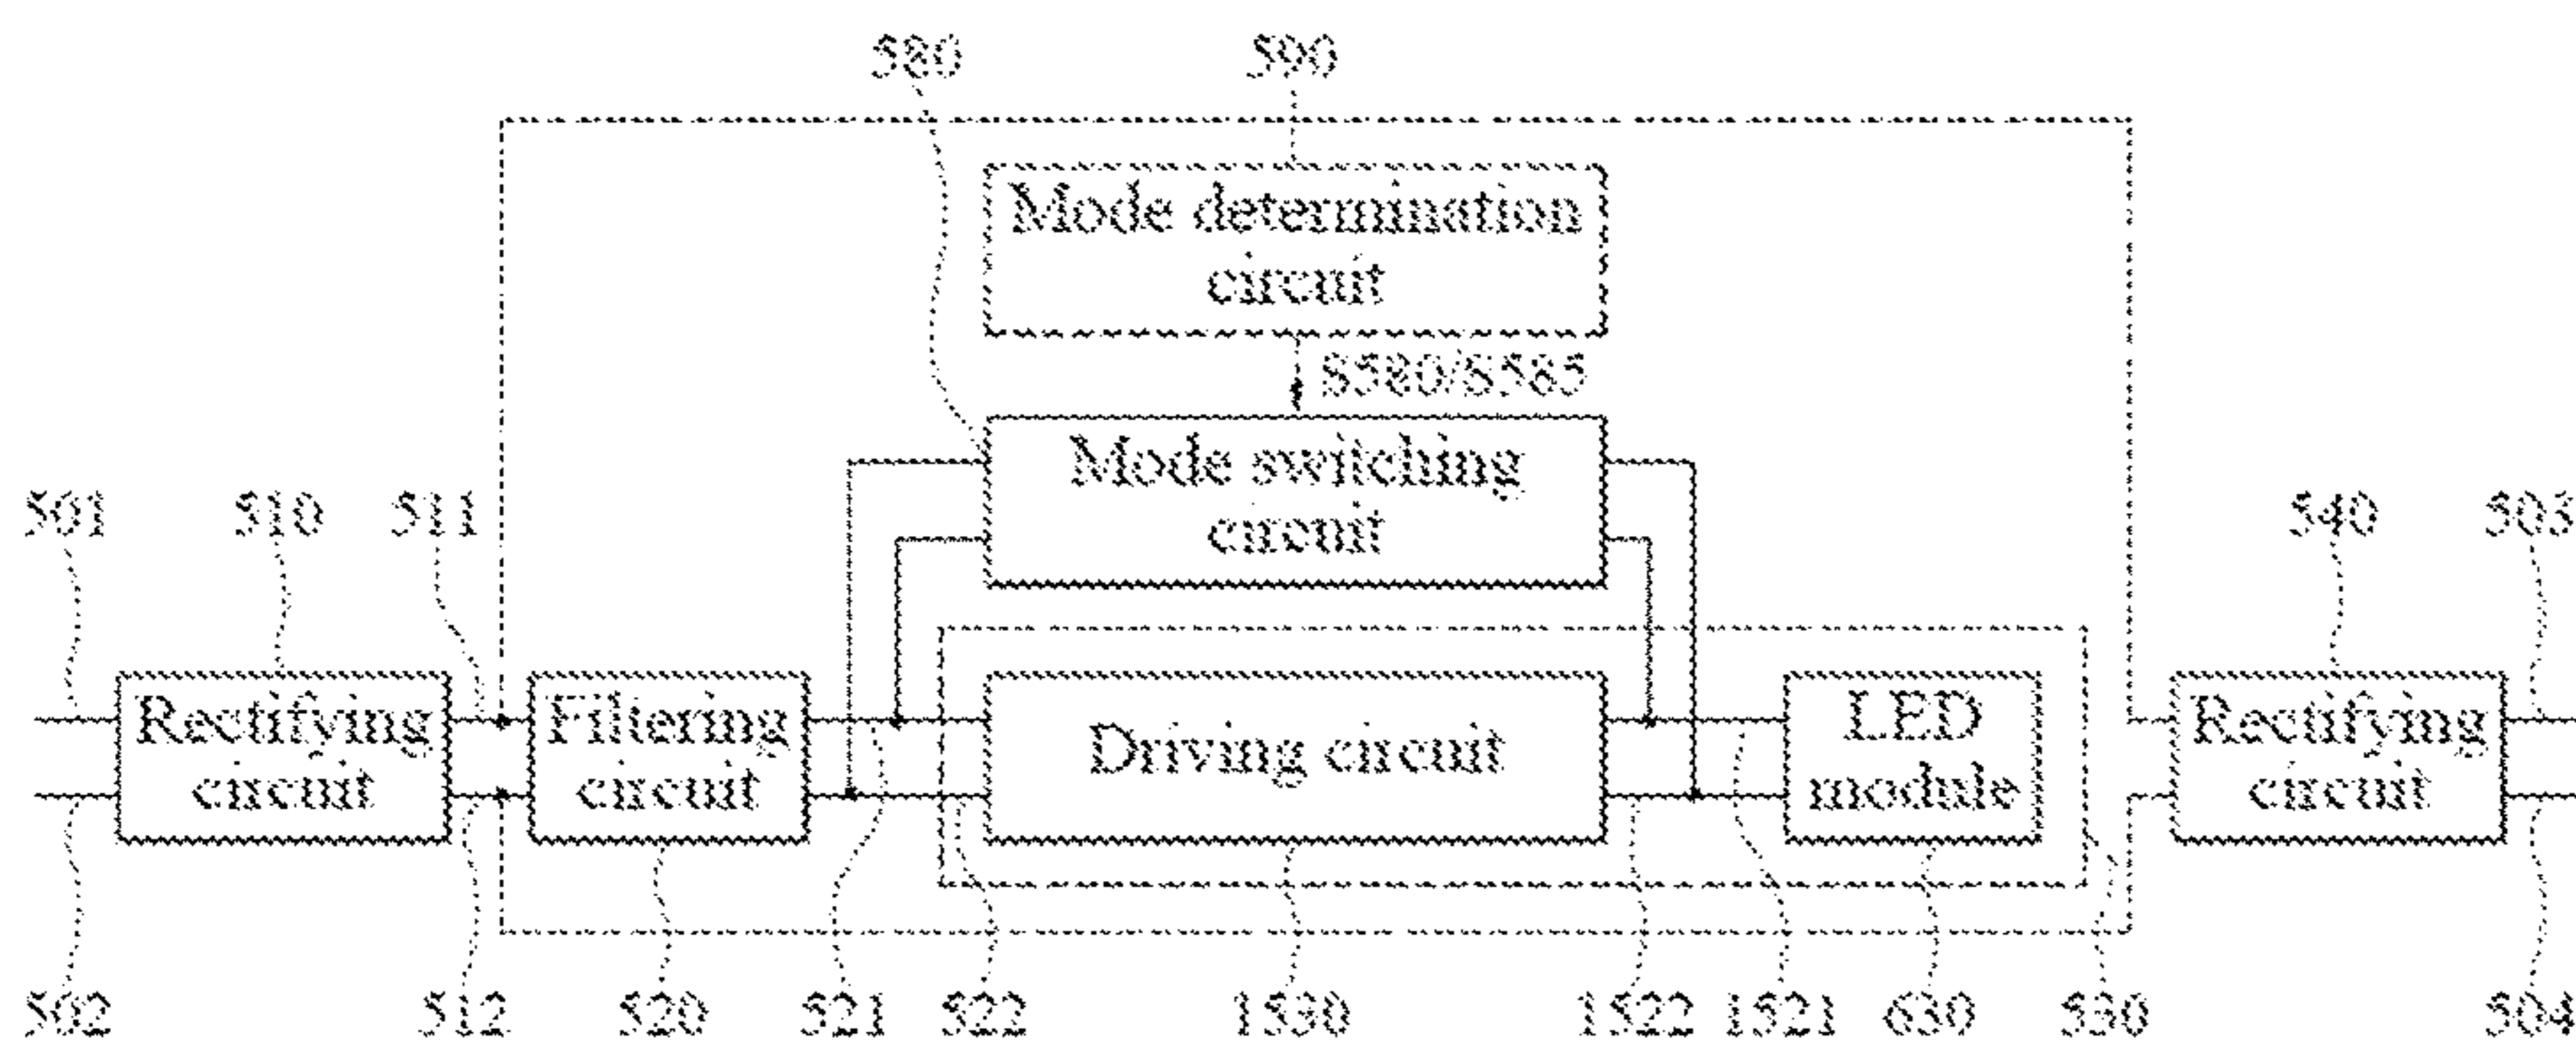 580 590
Mode determination
circuit
S580/S585
Mode switching
circuit
501 510 511 540 503
Rectifying
circuit
Filtering
circuit
Driving circuit
LED
module
Rectifying
circuit
502 512 520 521 522 1530 1522 1521 630 530 504